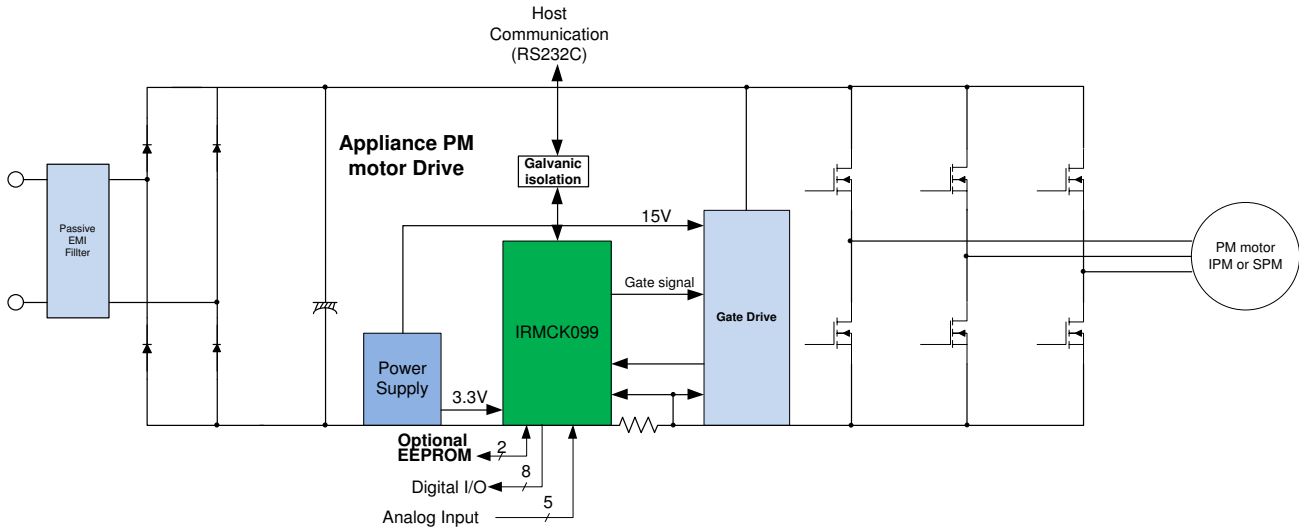 Host
Communication
(RS232C)
Appliance PM
motor Drive
Galvanic
isolation
15V
Passive
EMI
Fillter
PM motor
IPM or SPM
Gate signal
Gate Drive
IRMCK099
Power
Supply
3.3V
Optional
EEPROM
2
Digital I/O
8
Analog Input
5